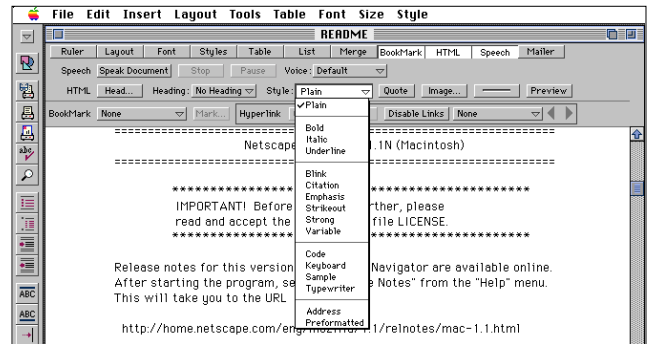 File Edit Insert Layout Tools Table Font Size Style
README
Ruler Layout Font Styles Table List Merge BookMark HTML Speech Mailer
Speech Speak Document Stop Pause Voice: Default
HTML Head... Heading: No Heading Style: Plain Quote Image... Preview
BookMark None Mark... Hyperlink Disable Links None
Plain
Bold
Italic
Underline
Blink
Citation
Emphasis
Strikeout
Strong
Variable
Code
Keyboard
Sample
Typewriter
Address
Preformatted
abc
ABC
ABC
==============================================
Netscape .1N (Macintosh)
==============================================
****************************************
IMPORTANT! Before rther, please
read and accept the file LICENSE.
****************************************
Release notes for this version Navigator are available online.
After starting the program, se e Notes" from the "Help" menu.
This will take you to the URL
http://home.netscape.com/eng/mozilla/1.1/relnotes/mac-1.1.html